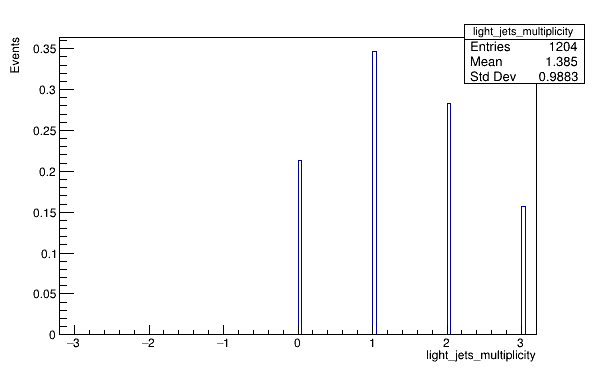 light_jets_multiplicity
Entries 1204
Mean 1.385
Std Dev 0.9883
Events
0.35
0.3
0.25
0.2
0.15
0.1
0.05
0
−3 −2 −1 0 1 2 3
light_jets_multiplicity